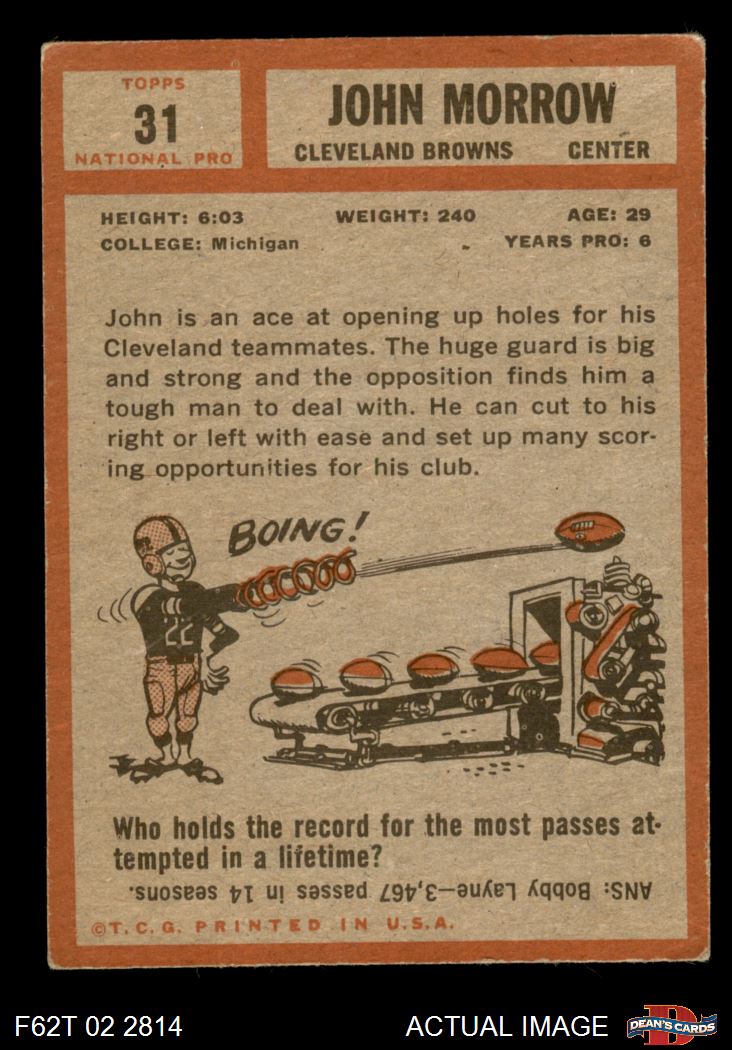 TOPPS
31
NATIONAL PRO
JOHN MORROW
CLEVELAND BROWNS CENTER
HEIGHT: 6:03 WEIGHT: 240 AGE: 29
COLLEGE: Michigan YEARS PRO: 6
John is an ace at opening up holes for his
Cleveland teammates. The huge guard is big
and strong and the opposition finds him a
tough man to deal with. He can cut to his
right or left with ease and set up many scor-
ing opportunities for his club.
BOING!
22
Who holds the record for the most passes at-
tempted in a lifetime?
ANS: Bobby Layne—3,467 passes in 14 seasons.
©T.C.G. PRINTED IN U.S.A.
F62T 02 2814 ACTUAL IMAGE
D
DEAN'S CARDS